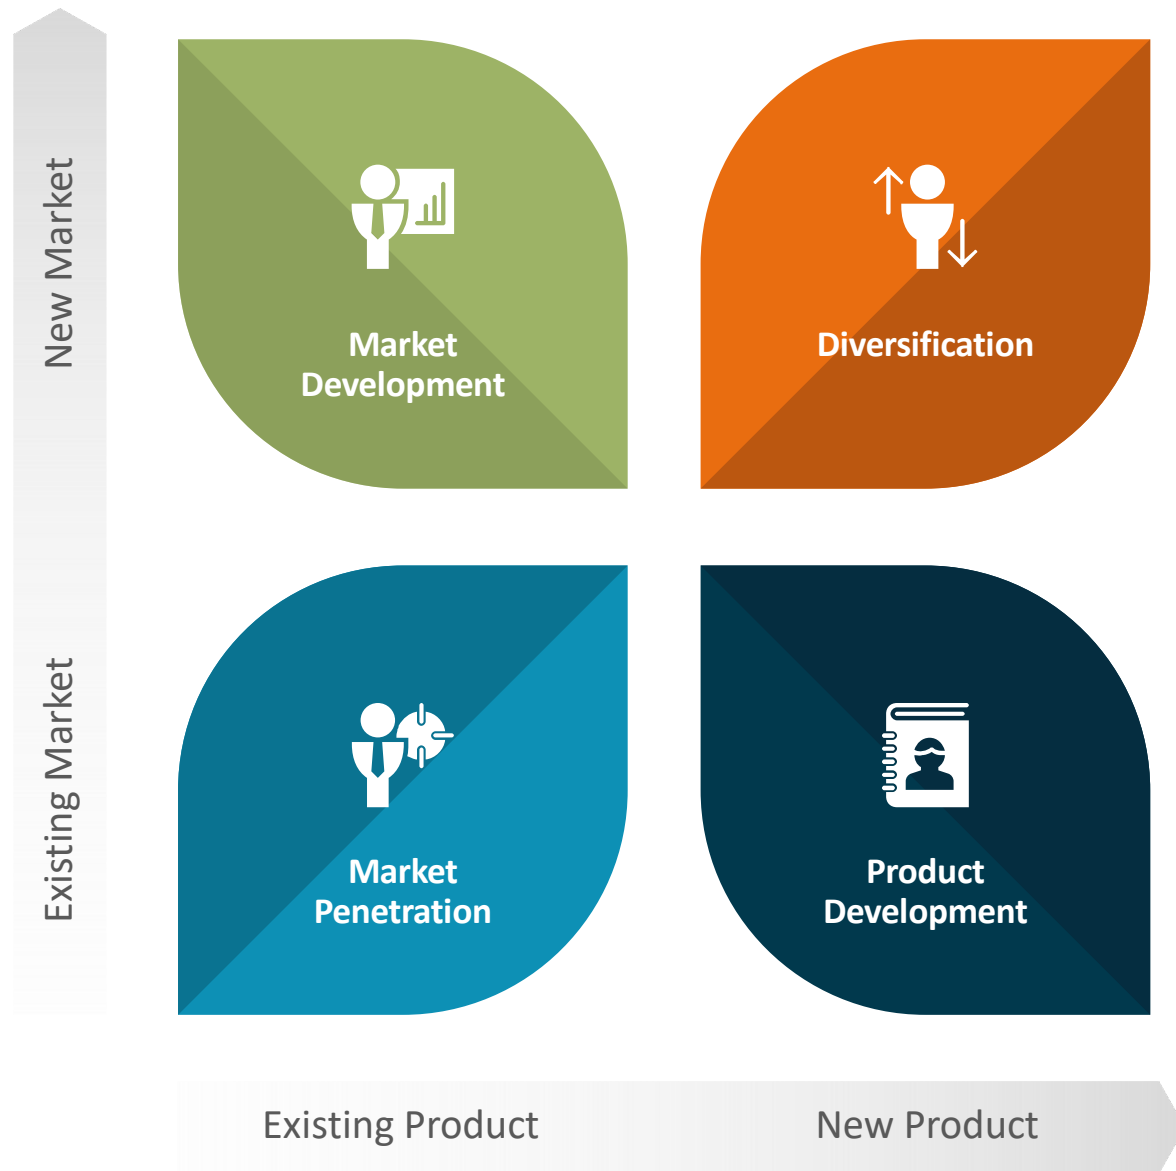 New Market
Market
Development
Diversification
Existing Market
Market
Penetration
Product
Development
Existing Product
New Product